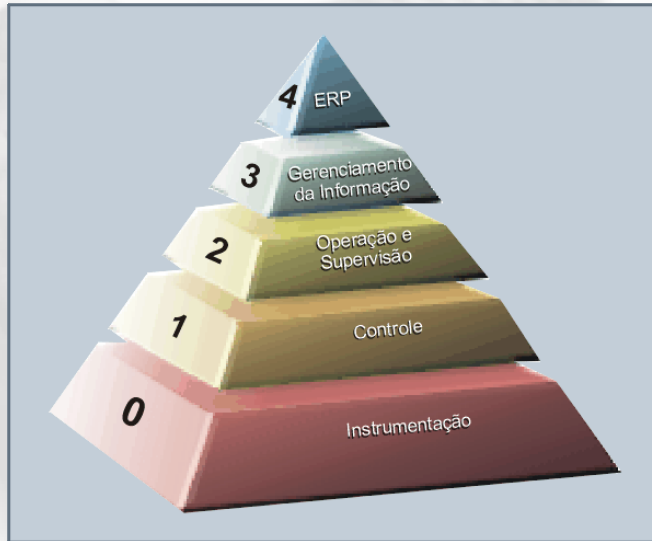 4 ERP
3 Gerenciamento
da Informação
2 Operação e
Supervisão
1 Controle
0 Instrumentação